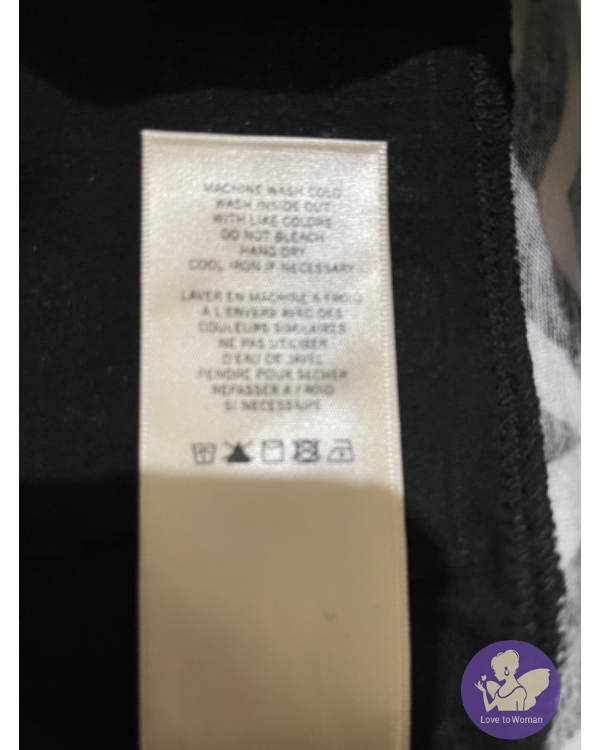 MACHINE WASH COLD
WASH INSIDE OUT
WITH LIKE COLORS
DO NOT BLEACH
HANG DRY
COOL IRON IF NECESSARY
LAVER EN MACHINE A FROID
A L'ENVERS AVEC DES
COULEURS SIMILAIRES
NE PAS UTILISER
D'EAU DE JAVEL
PENDRE POUR SECHER
REPASSER A FROID
SI NECESSAIRE
Love to Woman